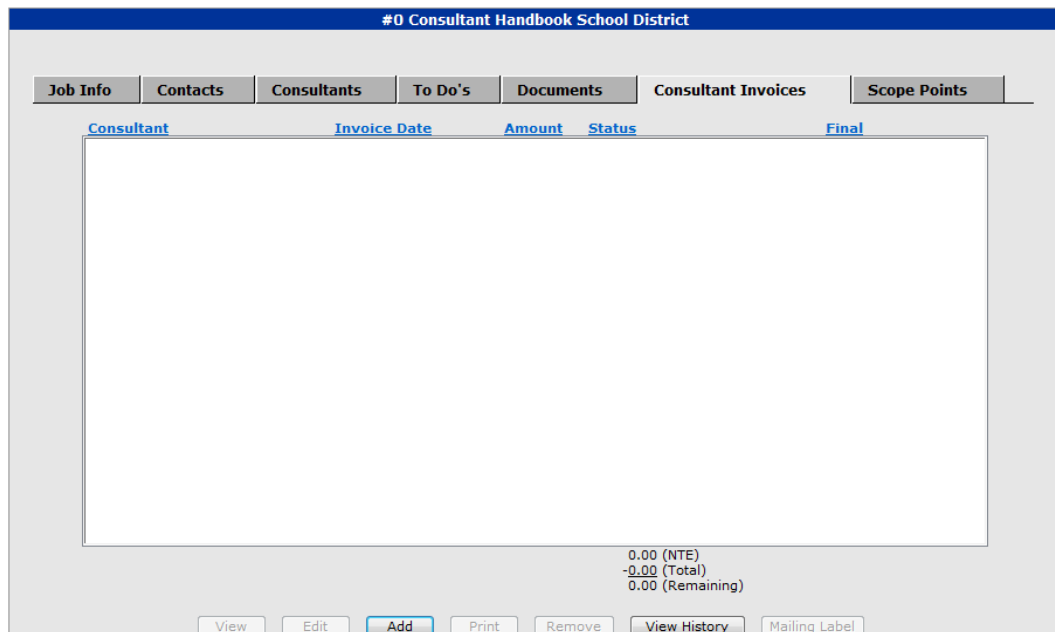 #0 Consultant Handbook School District
Job Info Contacts Consultants To Do's Documents Consultant Invoices Scope Points
Consultant Invoice Date Amount Status Final
0.00 (NTE)
-0.00 (Total)
0.00 (Remaining)
View Edit Add Print Remove View History Mailing Label